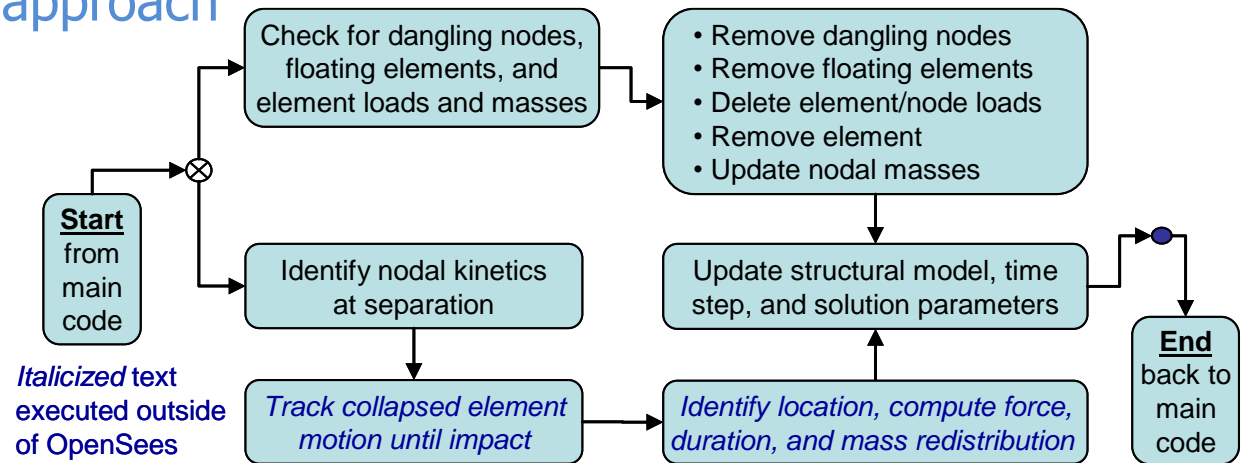 approach
Check for dangling nodes,
floating elements, and
element loads and masses
• Remove dangling nodes
• Remove floating elements
• Delete element/node loads
• Remove element
• Update nodal masses
Start
from
main
code
Identify nodal kinetics
at separation
Update structural model, time
step, and solution parameters
End
back to
main
code
Italicized text
executed outside
of OpenSees
Track collapsed element
motion until impact
Identify location, compute force,
duration, and mass redistribution